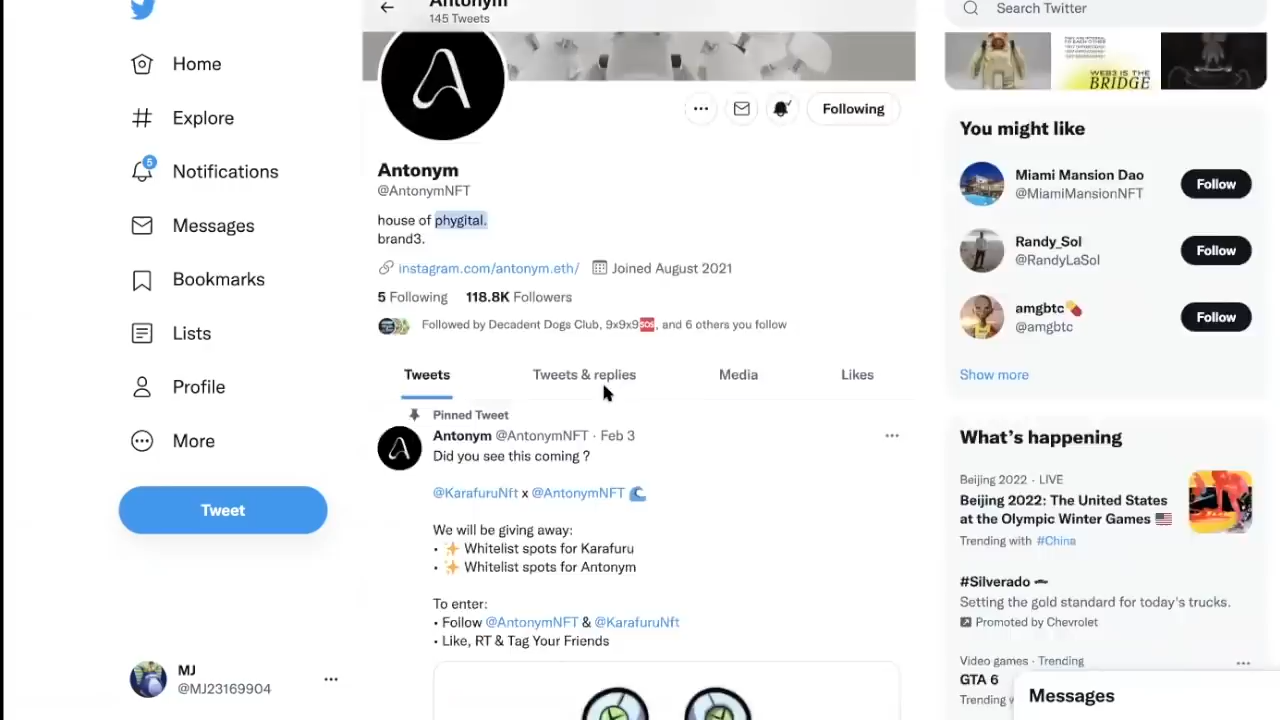 Home
Explore
5
Notifications
Messages
Bookmarks
Lists
Profile
More
Tweet
MJ
@MJ23169904
Antonym
145 Tweets
Following
Antonym
@AntonymNFT
house of phygital.
brand3.
instagram.com/antonym.eth/ Joined August 2021
5 Following 118.8K Followers
Followed by Decadent Dogs Club, 9x9x9🆘, and 6 others you follow
Tweets Tweets & replies Media Likes
Pinned Tweet
Antonym @AntonymNFT · Feb 3
Did you see this coming ?
@KarafuruNft x @AntonymNFT 🌊
We will be giving away:
• ✨ Whitelist spots for Karafuru
• ✨ Whitelist spots for Antonym
To enter:
• Follow @AntonymNFT & @KarafuruNft
• Like, RT & Tag Your Friends
Search Twitter
WEB3 IS THE
BRIDGE
You might like
Miami Mansion Dao
@MiamiMansionNFT
Follow
Randy_Sol
@RandyLaSol
Follow
amgbtc💊
@amgbtc
Follow
Show more
What's happening
Beijing 2022 · LIVE
Beijing 2022: The United States
at the Olympic Winter Games 🇺🇸
Trending with #China
#Silverado
Setting the gold standard for today's trucks.
Promoted by Chevrolet
Video games · Trending
GTA 6
Trending w
Messages